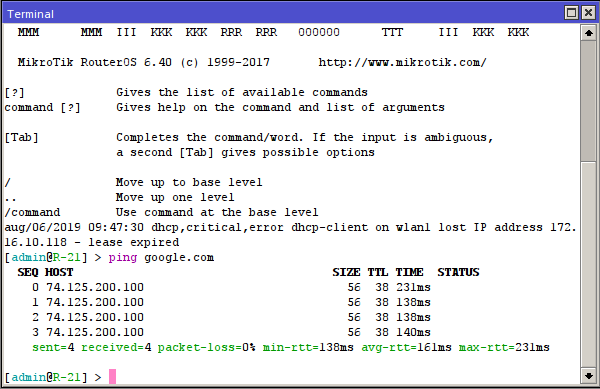 Terminal
MMM MMM III KKK KKK RRR RRR OOOOOO TTT III KKK KKK
MikroTik RouterOS 6.40 (c) 1999-2017 http://www.mikrotik.com/
[?] Gives the list of available commands
command [?] Gives help on the command and list of arguments
[Tab] Completes the command/word. If the input is ambiguous,
a second [Tab] gives possible options
/ Move up to base level
.. Move up one level
/command Use command at the base level
aug/06/2019 09:47:30 dhcp,critical,error dhcp-client on wlan1 lost IP address 172.
16.10.118 - lease expired
[admin@R-21] > ping google.com
SEQ HOST SIZE TTL TIME STATUS
0 74.125.200.100 56 38 231ms
1 74.125.200.100 56 38 138ms
2 74.125.200.100 56 38 138ms
3 74.125.200.100 56 38 140ms
sent=4 received=4 packet-loss=0% min-rtt=138ms avg-rtt=161ms max-rtt=231ms
[admin@R-21] >